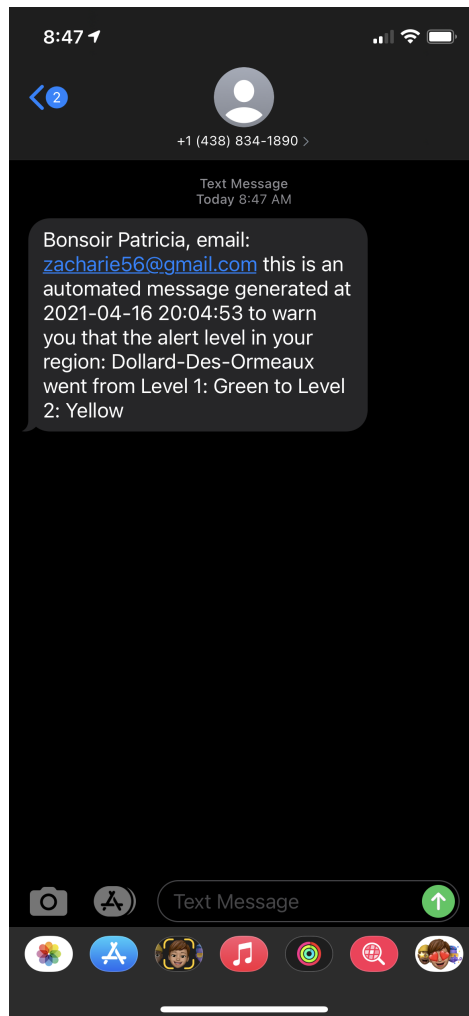 8:47
2
+1 (438) 834-1890 >
Text Message
Today 8:47 AM
Bonsoir Patricia, email:
zacharie56@gmail.com this is an
automated message generated at
2021-04-16 20:04:53 to warn
you that the alert level in your
region: Dollard-Des-Ormeaux
went from Level 1: Green to Level
2: Yellow
Text Message